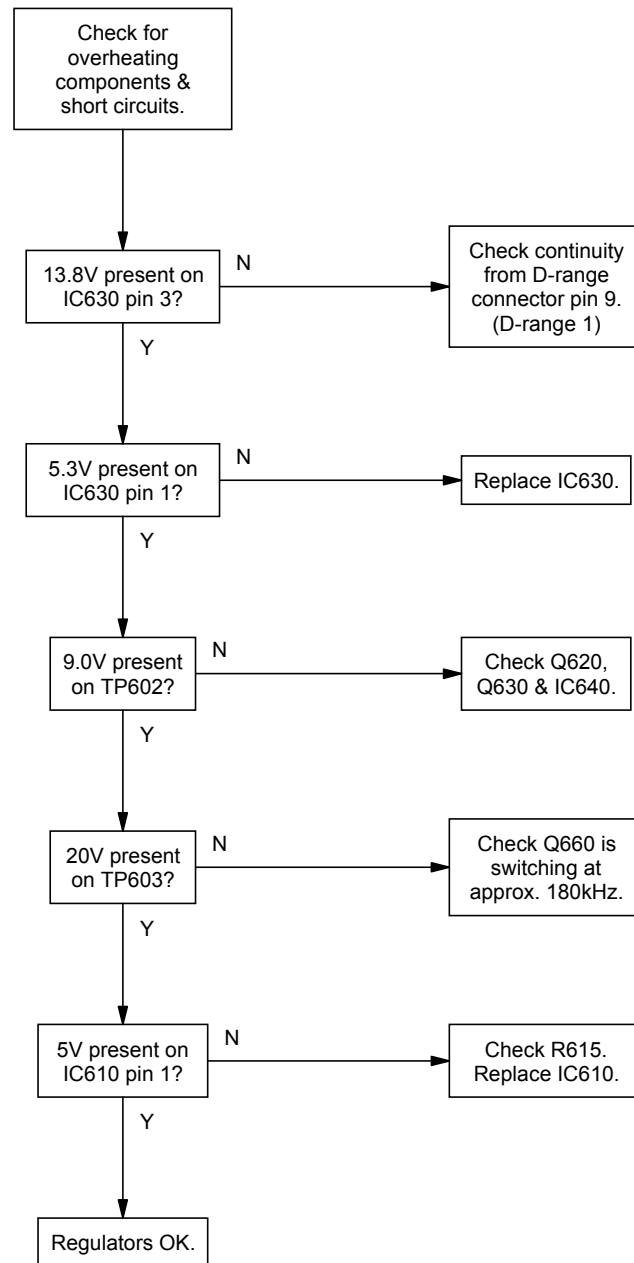 Check for
overheating
components &
short circuits.
13.8V present on
IC630 pin 3?
N
Check continuity
from D-range
connector pin 9.
(D-range 1)
Y
5.3V present on
IC630 pin 1?
N
Replace IC630.
Y
9.0V present
on TP602?
N
Check Q620,
Q630 & IC640.
Y
20V present
on TP603?
N
Check Q660 is
switching at
approx. 180kHz.
Y
5V present on
IC610 pin 1?
N
Check R615.
Replace IC610.
Y
Regulators OK.